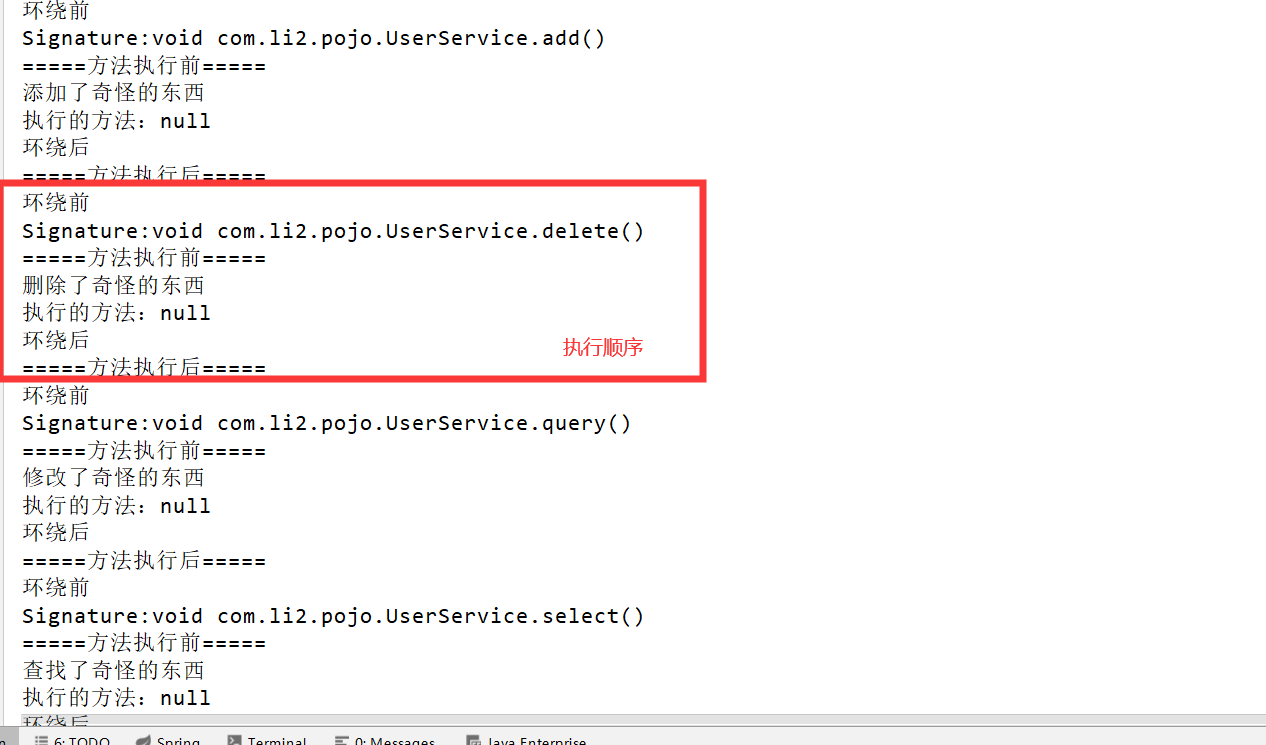 环绕前
Signature:void com.li2.pojo.UserService.add()
=====方法执行前=====
添加了奇怪的东西
执行的方法：null
环绕后
=====方法执行后=====
环绕前
Signature:void com.li2.pojo.UserService.delete()
=====方法执行前=====
删除了奇怪的东西
执行的方法：null
环绕后
执行顺序
=====方法执行后=====
环绕前
Signature:void com.li2.pojo.UserService.query()
=====方法执行前=====
修改了奇怪的东西
执行的方法：null
环绕后
=====方法执行后=====
环绕前
Signature:void com.li2.pojo.UserService.select()
=====方法执行前=====
查找了奇怪的东西
执行的方法：null
环绕后
6: TODO Spring Terminal 0: Messages Java Enterprise